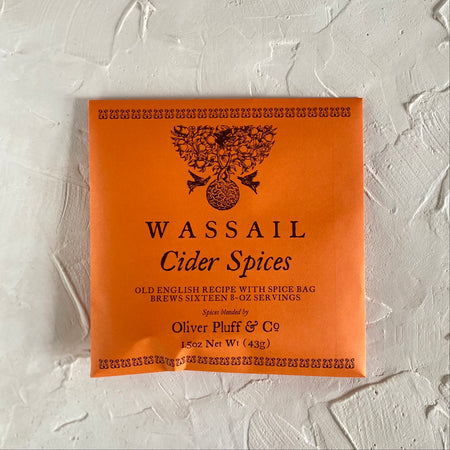 WASSAIL
Cider Spices
OLD ENGLISH RECIPE WITH SPICE BAG
BREWS SIXTEEN 8-OZ SERVINGS
Spices blended by
Oliver Pluff & Co
1.5oz Net Wt (43g)